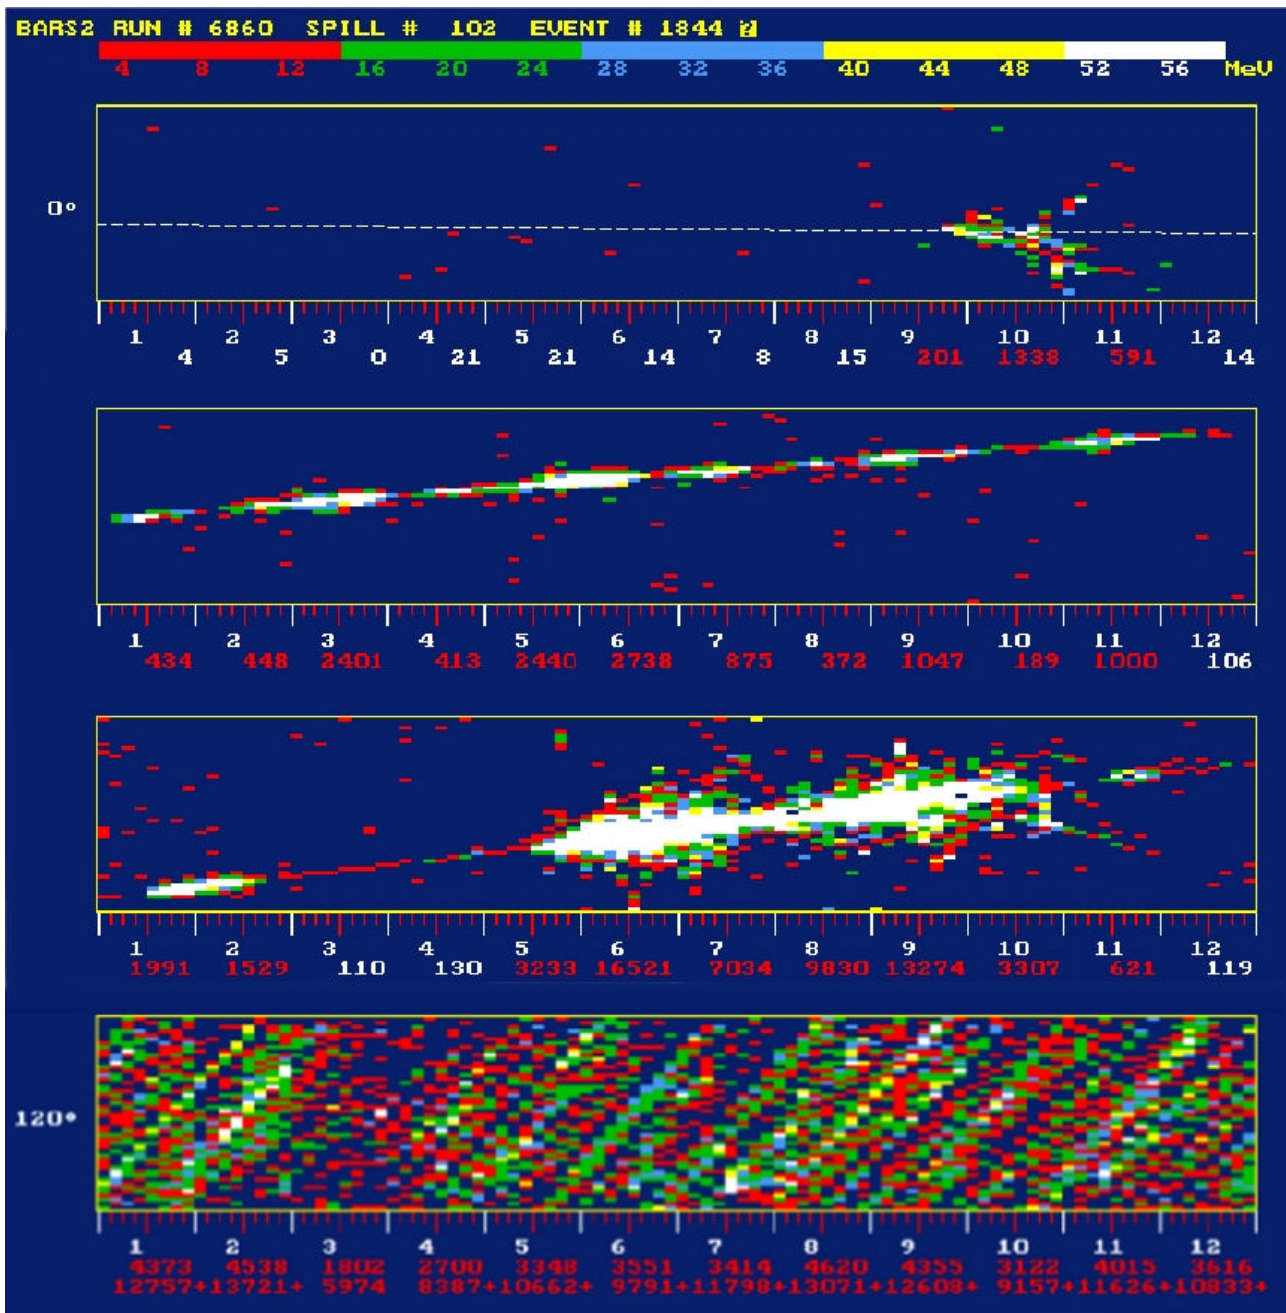 BARS2 RUN # 6860 SPILL # 102 EVENT # 1844
4 8 12 16 20 24 28 32 36 40 44 48 52 56 MeV
0°
1 2 3 4 5 6 7 8 9 10 11 12
4 5 0 21 21 14 8 15 201 1338 591 14
1 2 3 4 5 6 7 8 9 10 11 12
434 448 2401 413 2440 2738 875 372 1047 189 1000 106
1 2 3 4 5 6 7 8 9 10 11 12
1991 1529 110 130 3233 16521 7034 9830 13274 3307 621 119
120°
1 2 3 4 5 6 7 8 9 10 11 12
4373 4538 1802 2700 3348 3551 3414 4620 4355 3122 4015 3616
12757+13721+ 5974 8387+10662+ 9791+11798+13071+12608+ 9157+11626+10833+